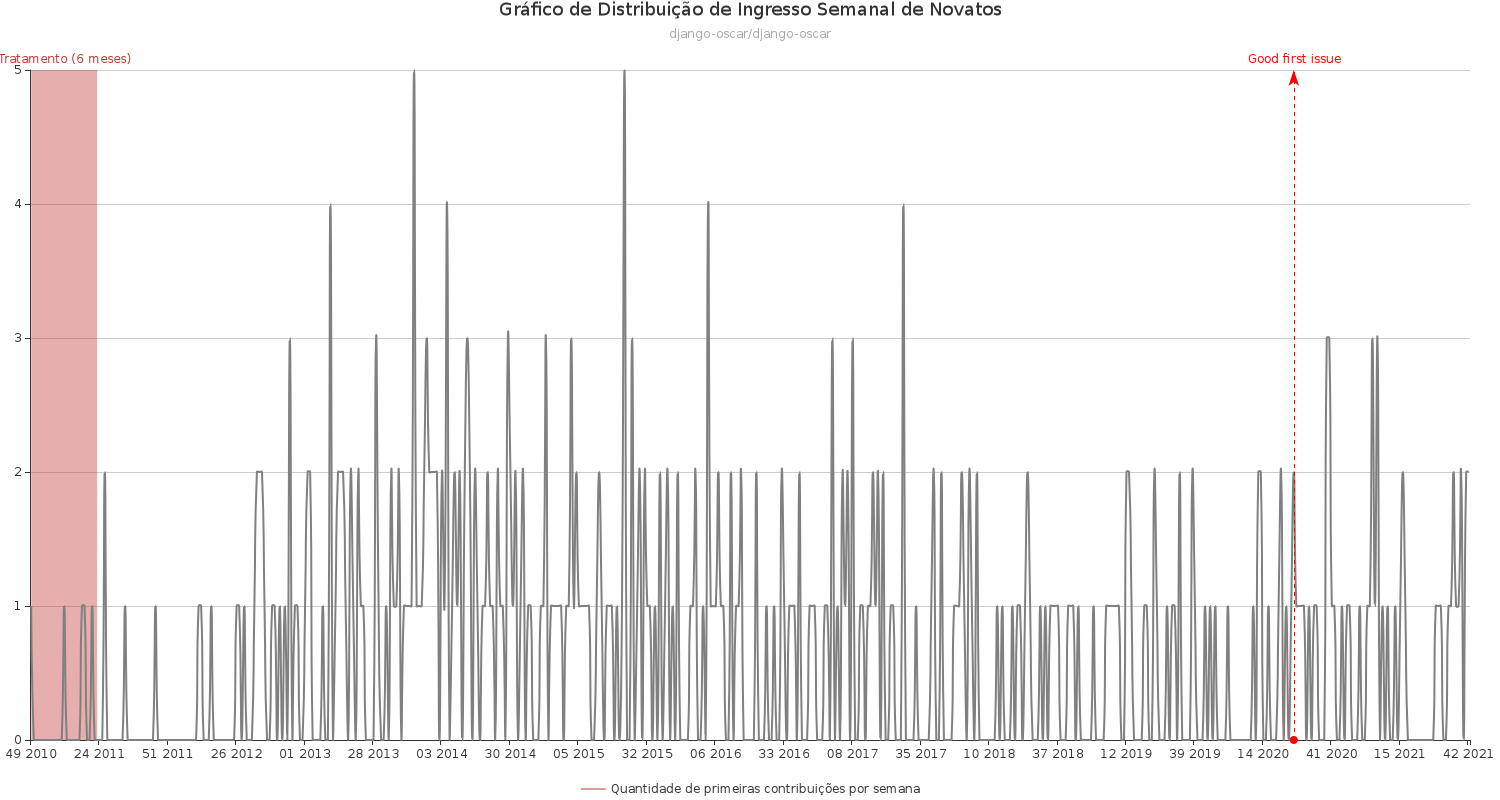 Gráfico de Distribuição de Ingresso Semanal de Novatos
django-oscar/django-oscar
Tratamento (6 meses)
Good first issue
5
4
3
2
1
0
49 2010 24 2011 51 2011 26 2012 01 2013 28 2013 03 2014 30 2014 05 2015 32 2015 06 2016 33 2016 08 2017 35 2017 10 2018 37 2018 12 2019 39 2019 14 2020 41 2020 15 2021 42 2021
Quantidade de primeiras contribuições por semana